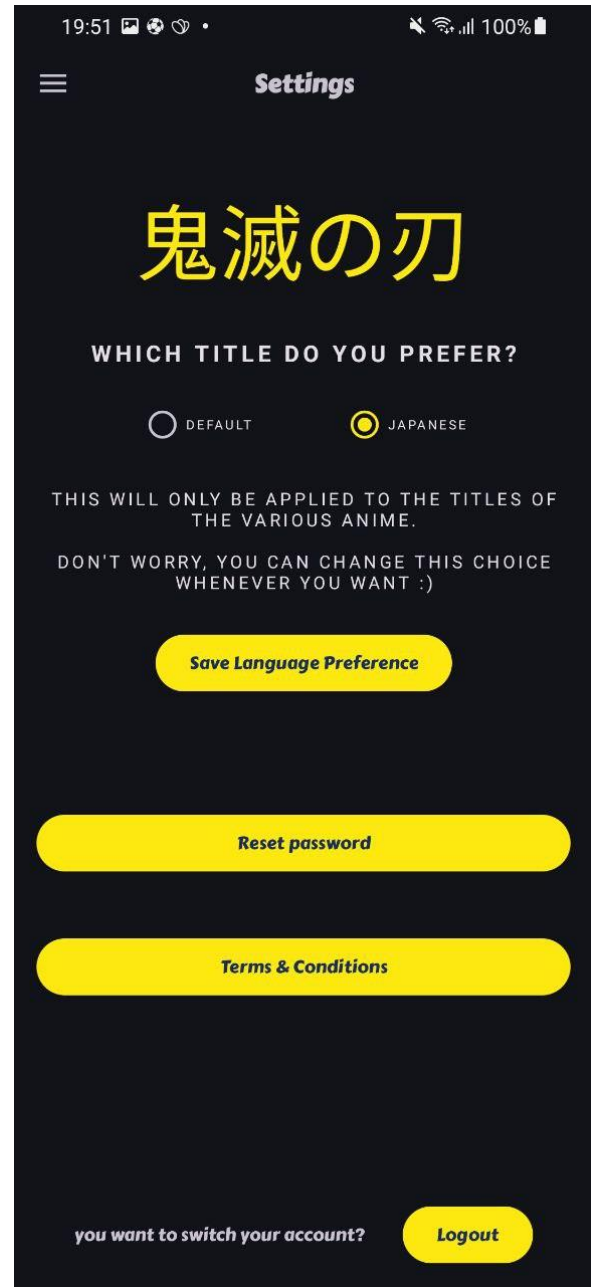 19:51 100%
Settings
鬼滅の刃
WHICH TITLE DO YOU PREFER?
DEFAULT JAPANESE
THIS WILL ONLY BE APPLIED TO THE TITLES OF
THE VARIOUS ANIME.
DON'T WORRY, YOU CAN CHANGE THIS CHOICE
WHENEVER YOU WANT :)
Save Language Preference
Reset password
Terms & Conditions
you want to switch your account? Logout